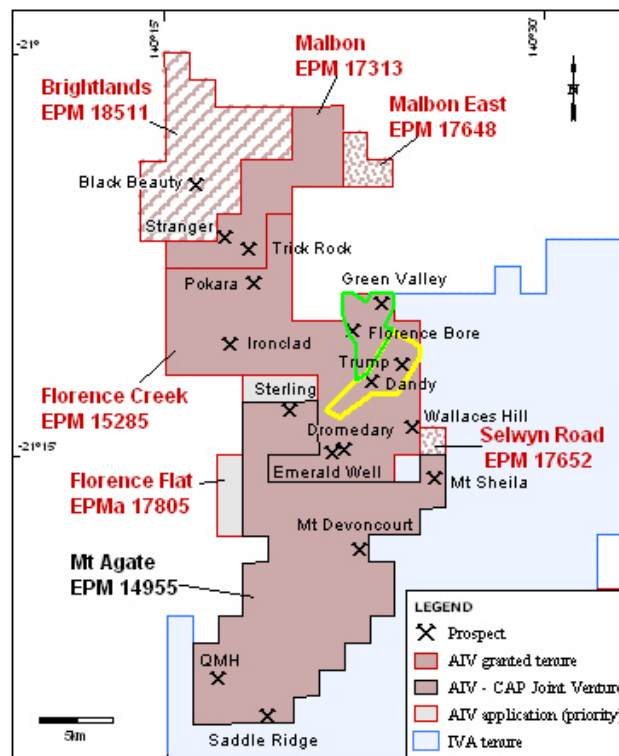 140°15'
140°30'
-21°
Malbon
EPM 17313
Brightlands
EPM 18511
Malbon East
EPM 17648
Black Beauty
Stranger
Trick Rock
Green Valley
Pokara
Florence Bore
Ironclad
Trump
Florence Creek
EPM 15285
Sterling
Dandy
Wallaces Hill
Dromedary
-21°15'
Selwyn Road
EPM 17652
Florence Flat
EPMa 17805
Emerald Well
Mt Sheila
Mt Devoncourt
Mt Agate
EPM 14955
QMH
Saddle Ridge
5km
LEGEND
Prospect
AIV granted tenure
AIV - CAP Joint Venture
AIV application (priority)
IVA tenure